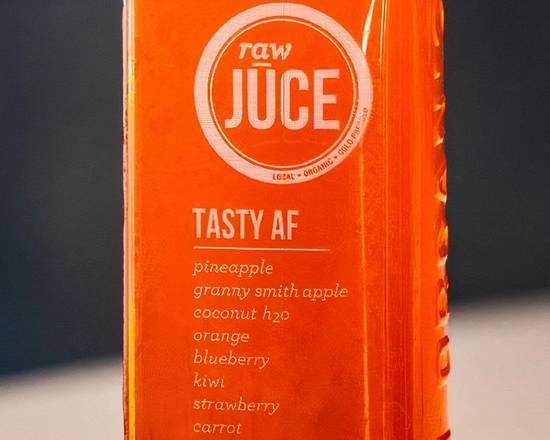 raw
JŪCE
LOCAL • ORGANIC • COLD PRESSED
TASTY AF
pineapple
granny smith apple
coconut h2o
orange
blueberry
kiwi
strawberry
carrot
ORGANIC